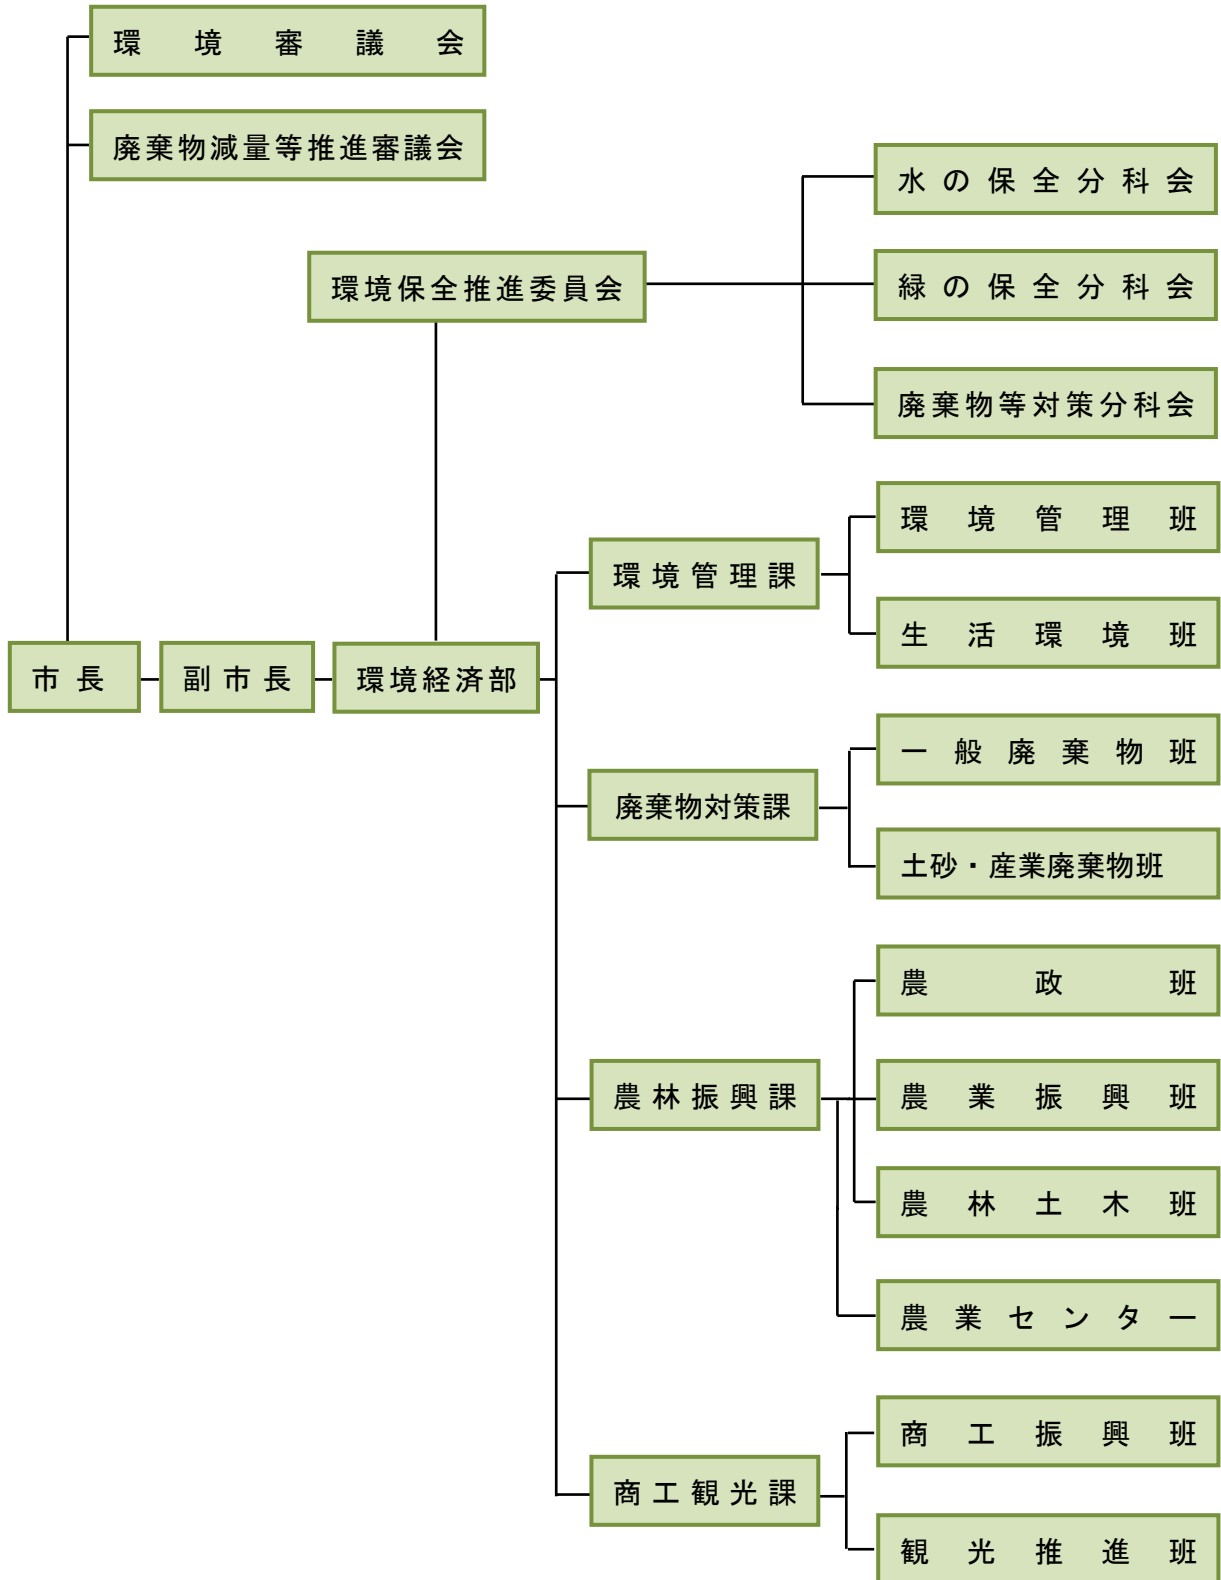 環境審議会
廃棄物減量等推進審議会
水の保全分科会
環境保全推進委員会
緑の保全分科会
廃棄物等対策分科会
環境管理班
環境管理課
生活環境班
市長
副市長
環境経済部
一般廃棄物班
廃棄物対策課
土砂・産業廃棄物班
農政班
農林振興課
農業振興班
農林土木班
農業センター
商工振興班
商工観光課
観光推進班